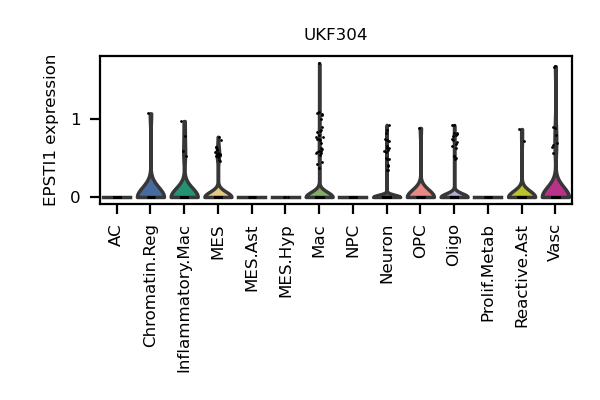 UKF304
EPSTI1 expression
1
0
AC
Chromatin.Reg
Inflammatory.Mac
MES
MES.Ast
MES.Hyp
Mac
NPC
Neuron
OPC
Oligo
Prolif.Metab
Reactive.Ast
Vasc